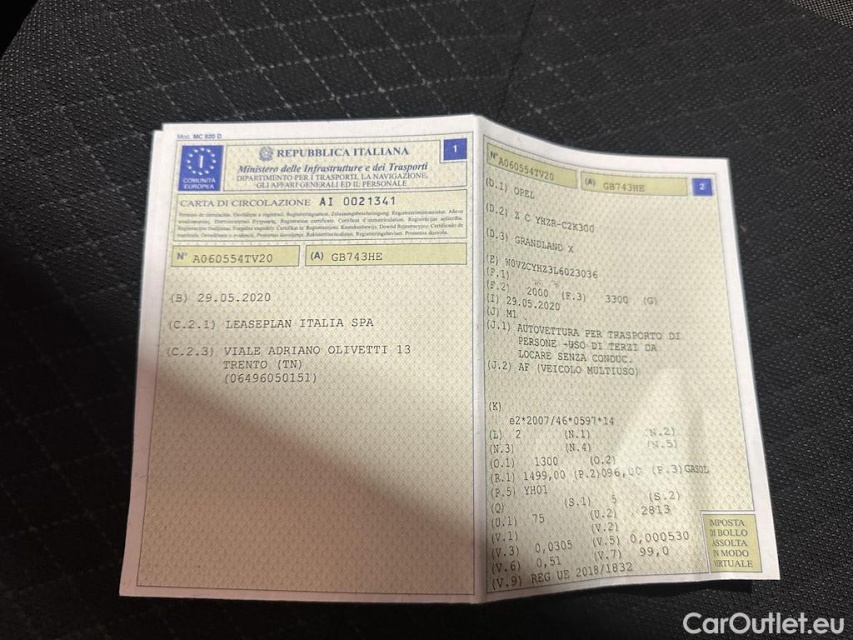 Mod. MC 820 D
I
COMUNITÀ
EUROPEA
REPUBBLICA ITALIANA
Ministero delle Infrastrutture e dei Trasporti
DIPARTIMENTO PER I TRASPORTI, LA NAVIGAZIONE,
GLI AFFARI GENERALI ED IL PERSONALE
1
CARTA DI CIRCOLAZIONE AI 0021341
N° A060554TV20 (A) GB743HE
(B) 29.05.2020
(C.2.1) LEASEPLAN ITALIA SPA
(C.2.3) VIALE ADRIANO OLIVETTI 13
TRENTO (TN)
(06496050151)
N° A060554TV20 (A) GB743HE 2
(D.1) OPEL
(D.2) Z C YHZR-C2K300
(D.3) GRANDLAND X
(E) W0VZCYHZ3L6023036
(F.1)
(F.2) 2000 (F.3) 3300 (G)
(I) 29.05.2020
(J) M1
(J.1) AUTOVETTURA PER TRASPORTO DI
PERSONE -USO DI TERZI DA
LOCARE SENZA CONDUC.
(J.2) AF (VEICOLO MULTIUSO)
(K)
e2*2007/46*0597*14
(L) 2 (N.1) (N.2)
(N.3) (N.4) (N.5)
(O.1) 1300 (O.2)
(P.1) 1499,00 (P.2)096,00 (P.3)GASOL
(P.5) YH01
(Q) (S.1) 5 (S.2)
(U.1) 75 (U.2) 2813
(V.1) (V.2)
(V.3) 0,0305 (V.5) 0,000530
(V.6) 0,51 (V.7) 99,0
(V.9) REG UE 2018/1832
IMPOSTA
DI BOLLO
ASSOLTA
IN MODO
VIRTUALE
CarOutlet.eu